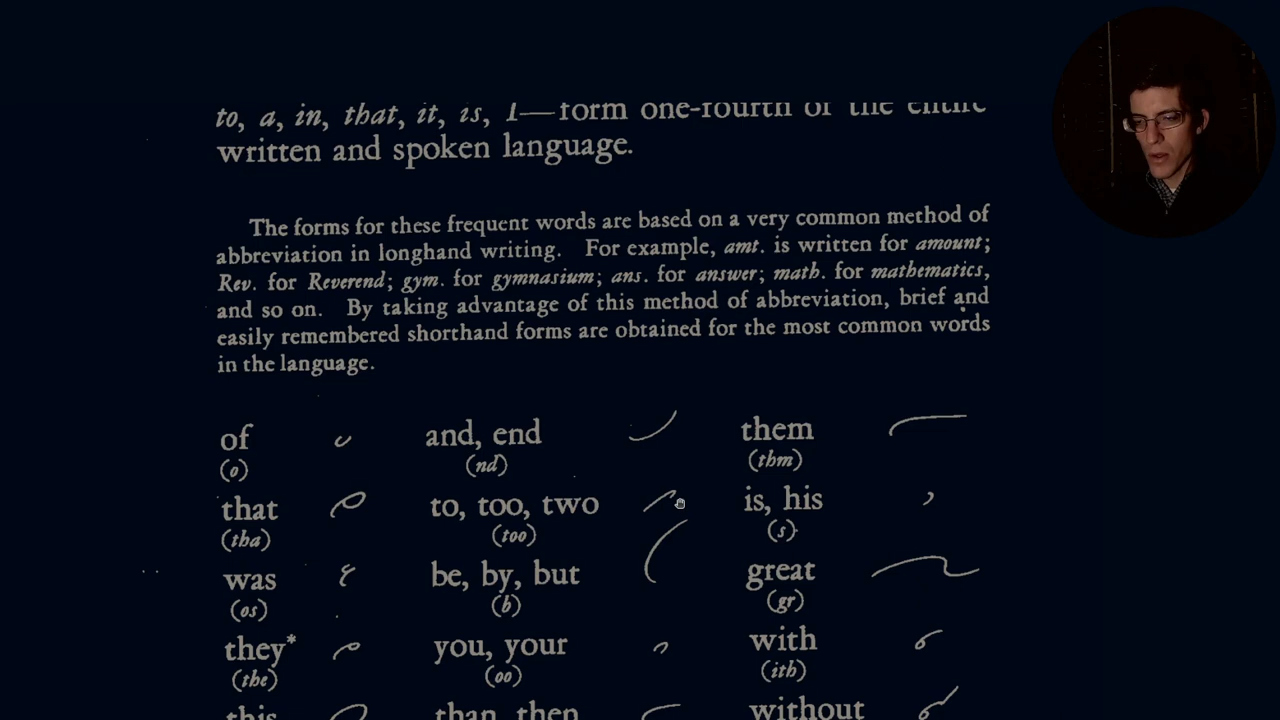 to, a, in, that, it, is, I—form one-fourth of the entire
written and spoken language.
The forms for these frequent words are based on a very common method of
abbreviation in longhand writing. For example, amt. is written for amount;
Rev. for Reverend; gym. for gymnasium; ans. for answer; math. for mathematics,
and so on. By taking advantage of this method of abbreviation, brief and
easily remembered shorthand forms are obtained for the most common words
in the language.
of and, end them
(o) (nd) (thm)
that to, too, two is, his
(tha) (too) (s)
was be, by, but great
(os) (b) (gr)
they* you, your with
(the) (oo) (ith)
this than, then without